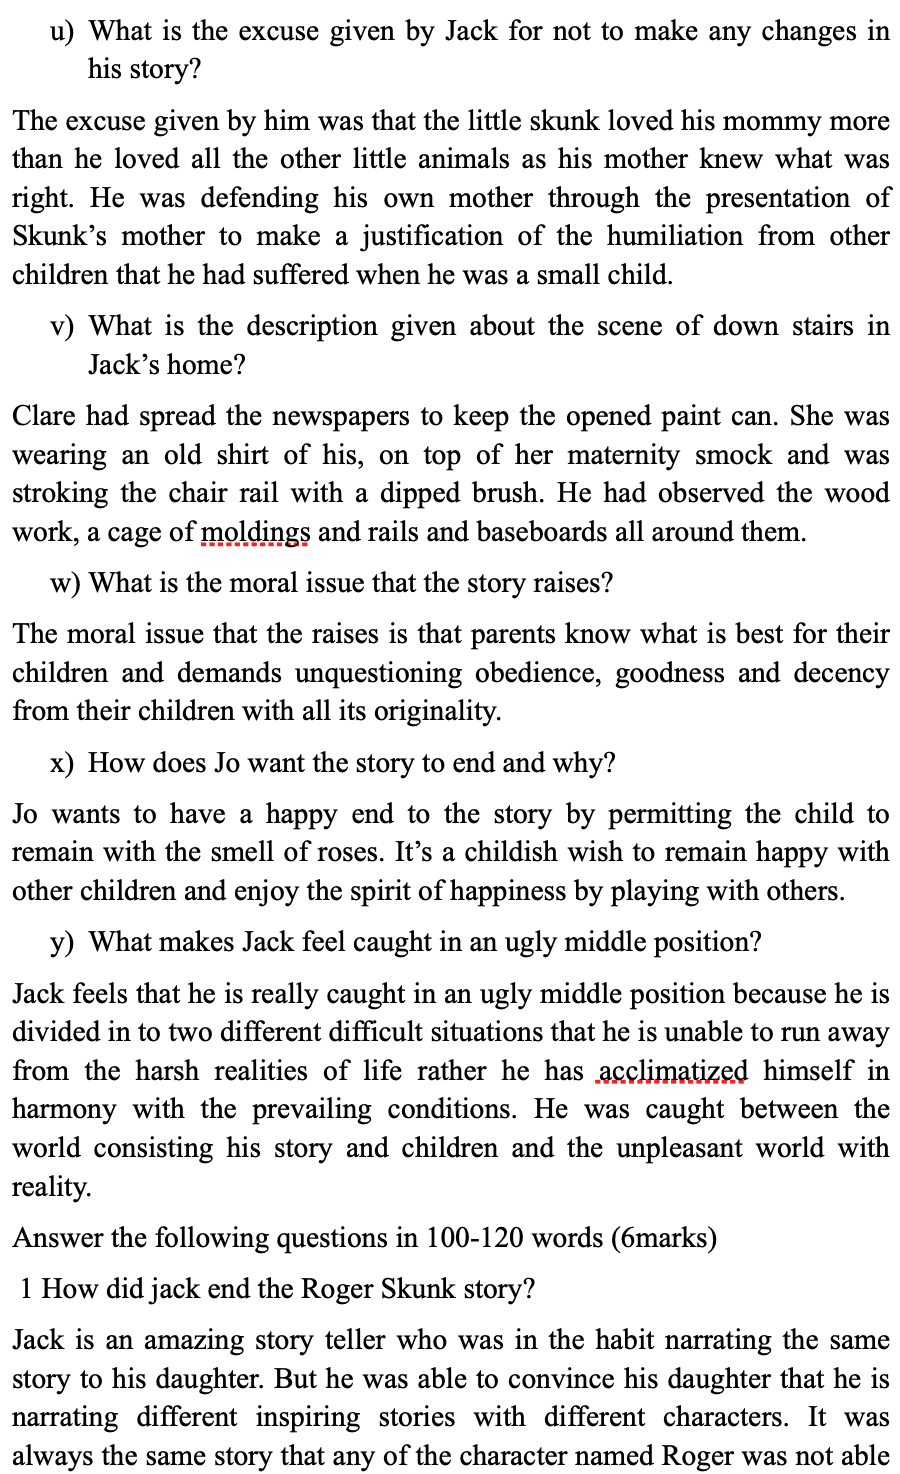 u) What is the excuse given by Jack for not to make any changes in
his story?
The excuse given by him was that the little skunk loved his mommy more
than he loved all the other little animals as his mother knew what was
right. He was defending his own mother through the presentation of
Skunk’s mother to make a justification of the humiliation from other
children that he had suffered when he was a small child.
v) What is the description given about the scene of down stairs in
Jack’s home?
Clare had spread the newspapers to keep the opened paint can. She was
wearing an old shirt of his, on top of her maternity smock and was
stroking the chair rail with a dipped brush. He had observed the wood
work, a cage of moldings and rails and baseboards all around them.
w) What is the moral issue that the story raises?
The moral issue that the raises is that parents know what is best for their
children and demands unquestioning obedience, goodness and decency
from their children with all its originality.
x) How does Jo want the story to end and why?
Jo wants to have a happy end to the story by permitting the child to
remain with the smell of roses. It’s a childish wish to remain happy with
other children and enjoy the spirit of happiness by playing with others.
y) What makes Jack feel caught in an ugly middle position?
Jack feels that he is really caught in an ugly middle position because he is
divided in to two different difficult situations that he is unable to run away
from the harsh realities of life rather he has acclimatized himself in
harmony with the prevailing conditions. He was caught between the
world consisting his story and children and the unpleasant world with
reality.
Answer the following questions in 100-120 words (6marks)
1 How did jack end the Roger Skunk story?
Jack is an amazing story teller who was in the habit narrating the same
story to his daughter. But he was able to convince his daughter that he is
narrating different inspiring stories with different characters. It was
always the same story that any of the character named Roger was not able